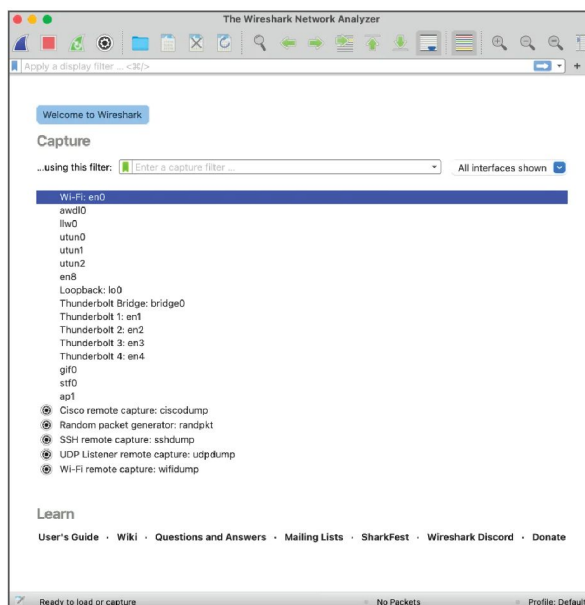 The Wireshark Network Analyzer
Apply a display filter ... <⌘/>
+
Welcome to Wireshark
Capture
...using this filter: Enter a capture filter ... All interfaces shown
Wi-Fi: en0
awdl0
llw0
utun0
utun1
utun2
en8
Loopback: lo0
Thunderbolt Bridge: bridge0
Thunderbolt 1: en1
Thunderbolt 2: en2
Thunderbolt 3: en3
Thunderbolt 4: en4
gif0
stf0
ap1
Cisco remote capture: ciscodump
Random packet generator: randpkt
SSH remote capture: sshdump
UDP Listener remote capture: udpdump
Wi-Fi remote capture: wifidump
Learn
User's Guide · Wiki · Questions and Answers · Mailing Lists · SharkFest · Wireshark Discord · Donate
Ready to load or capture No Packets Profile: Default